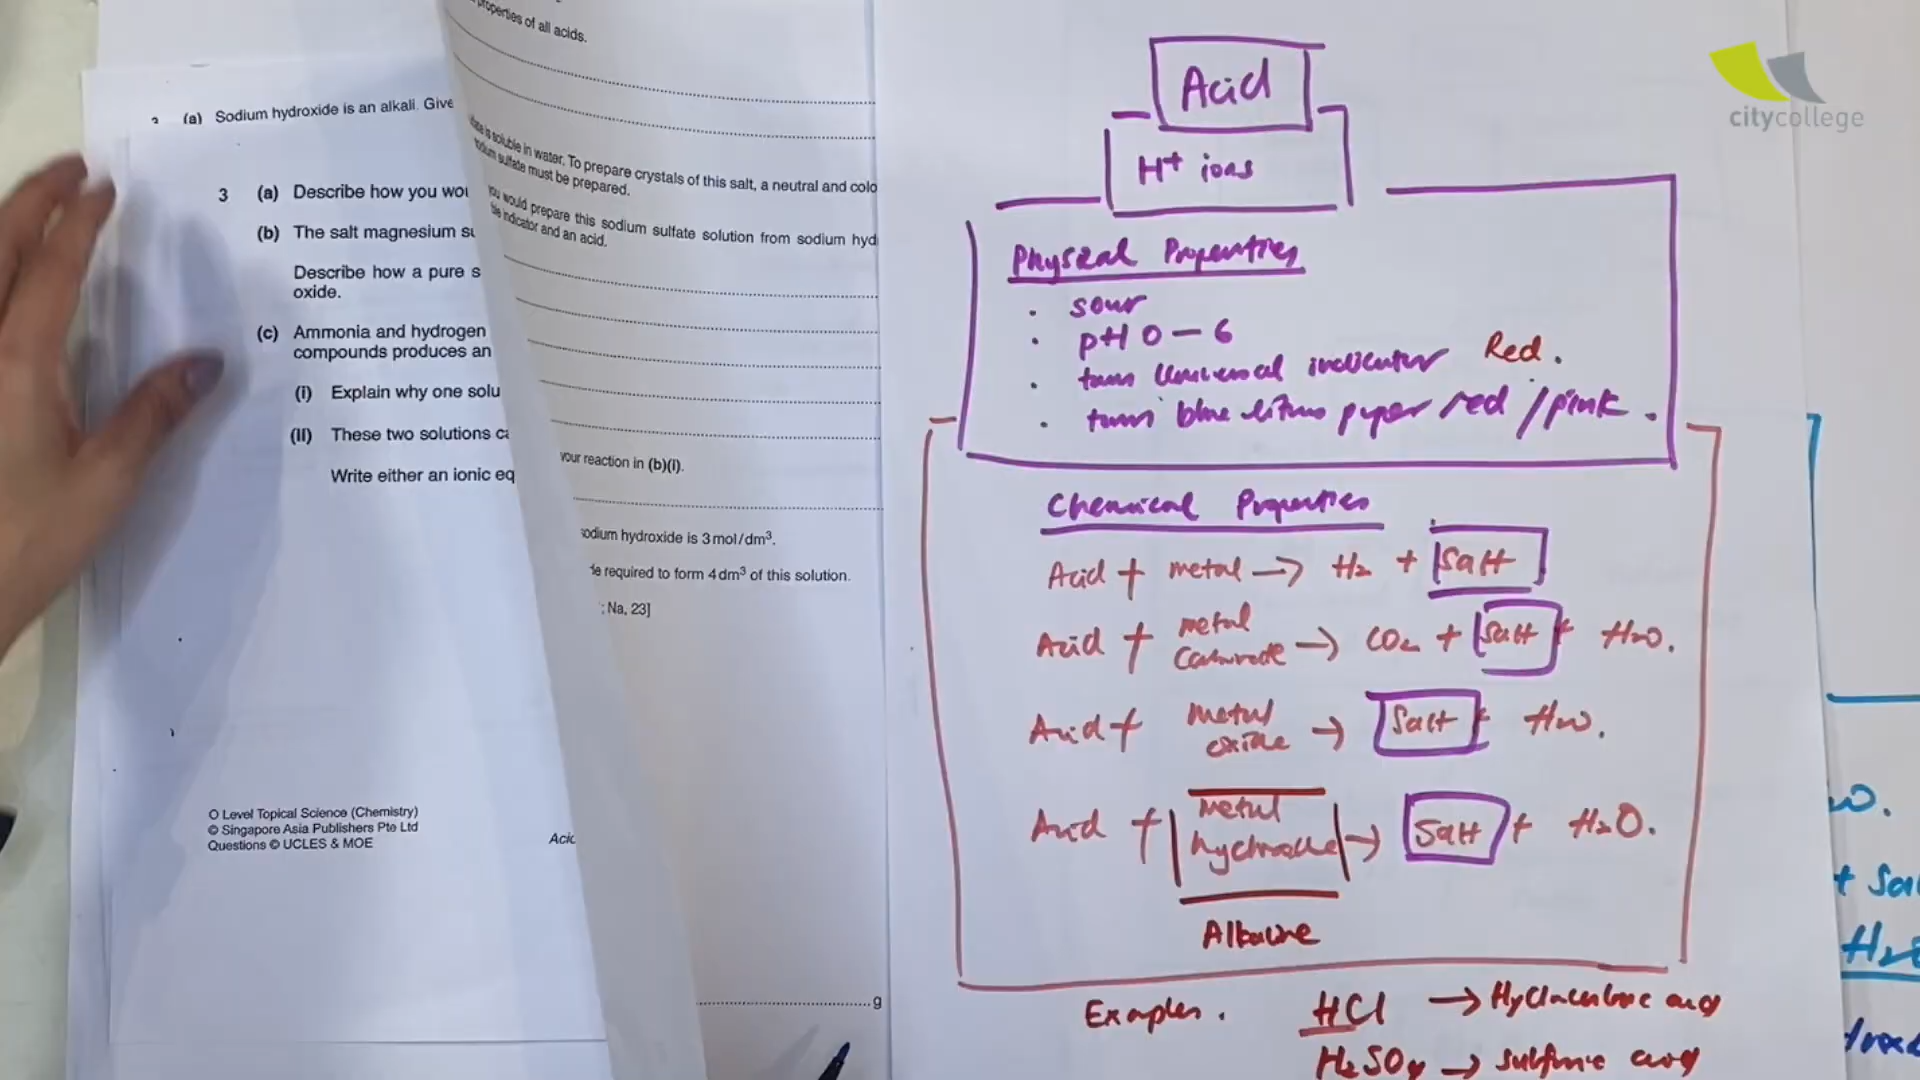 properties of all acids.
(a) Sodium hydroxide is an alkali. Give
is soluble in water. To prepare crystals of this salt, a neutral and colo
sulfate must be prepared.
you would prepare this sodium sulfate solution from sodium hyd
indicator and an acid.
3 (a) Describe how you wou
(b) The salt magnesium su
Describe how a pure s
oxide.
(c) Ammonia and hydrogen
compounds produces an
(i) Explain why one solu
(ii) These two solutions ca
Write either an ionic eq
your reaction in (b)(i).
sodium hydroxide is 3 mol/dm³.
required to form 4 dm³ of this solution.
; Na, 23]
O Level Topical Science (Chemistry)
© Singapore Asia Publishers Pte Ltd
Questions © UCLES & MOE
Acid
g
citycollege
Acid
H+ ions
Physical Properties
· sour
· pH 0 – 6
· turns Universal indicator Red.
· turns blue litmus paper red / pink.
Chemical Properties
Acid + metal → H2 + Salt
Acid + metal carbonate → CO2 + Salt + H2O.
Acid + metal oxide → Salt + H2O.
Acid + metal hydroxide → Salt + H2O.
Alkaline
Examples. HCl → Hydrochloric acid
H2SO4 → sulfuric acid
O.
+ Sal
H2